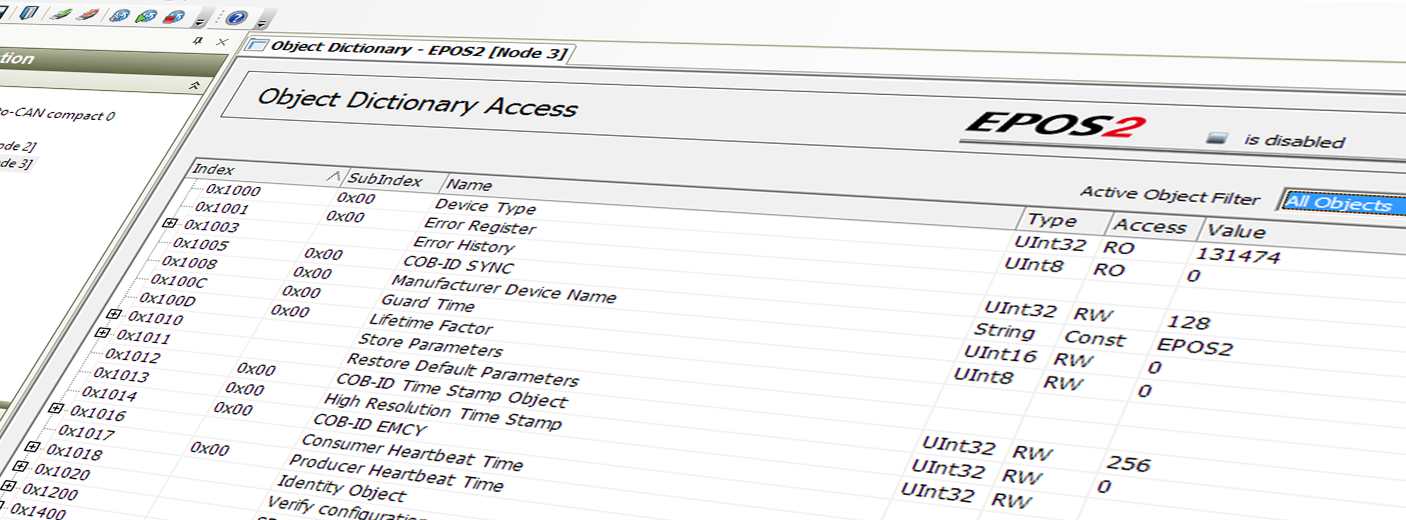 tion
to-CAN compact 0
ode 2]
ode 3]
Object Dictionary - EPOS2 [Node 3]
Object Dictionary Access
EPOS2 is disabled
Active Object Filter All Objects
Index SubIndex Name Type Access Value
0x1000 0x00 Device Type UInt32 RO 131474
0x1001 0x00 Error Register UInt8 RO 0
0x1003 Error History
0x1005 0x00 COB-ID SYNC UInt32 RW 128
0x1008 0x00 Manufacturer Device Name String Const EPOS2
0x100C 0x00 Guard Time UInt16 RW 0
0x100D 0x00 Lifetime Factor UInt8 RW 0
0x1010 Store Parameters
0x1011 Restore Default Parameters
0x1012 0x00 COB-ID Time Stamp Object UInt32 RW 256
0x1013 0x00 High Resolution Time Stamp UInt32 RW 0
0x1014 0x00 COB-ID EMCY UInt32 RW
0x1016 Consumer Heartbeat Time
0x1017 0x00 Producer Heartbeat Time
0x1018 Identity Object
0x1020 Verify configuration
0x1200
0x1400